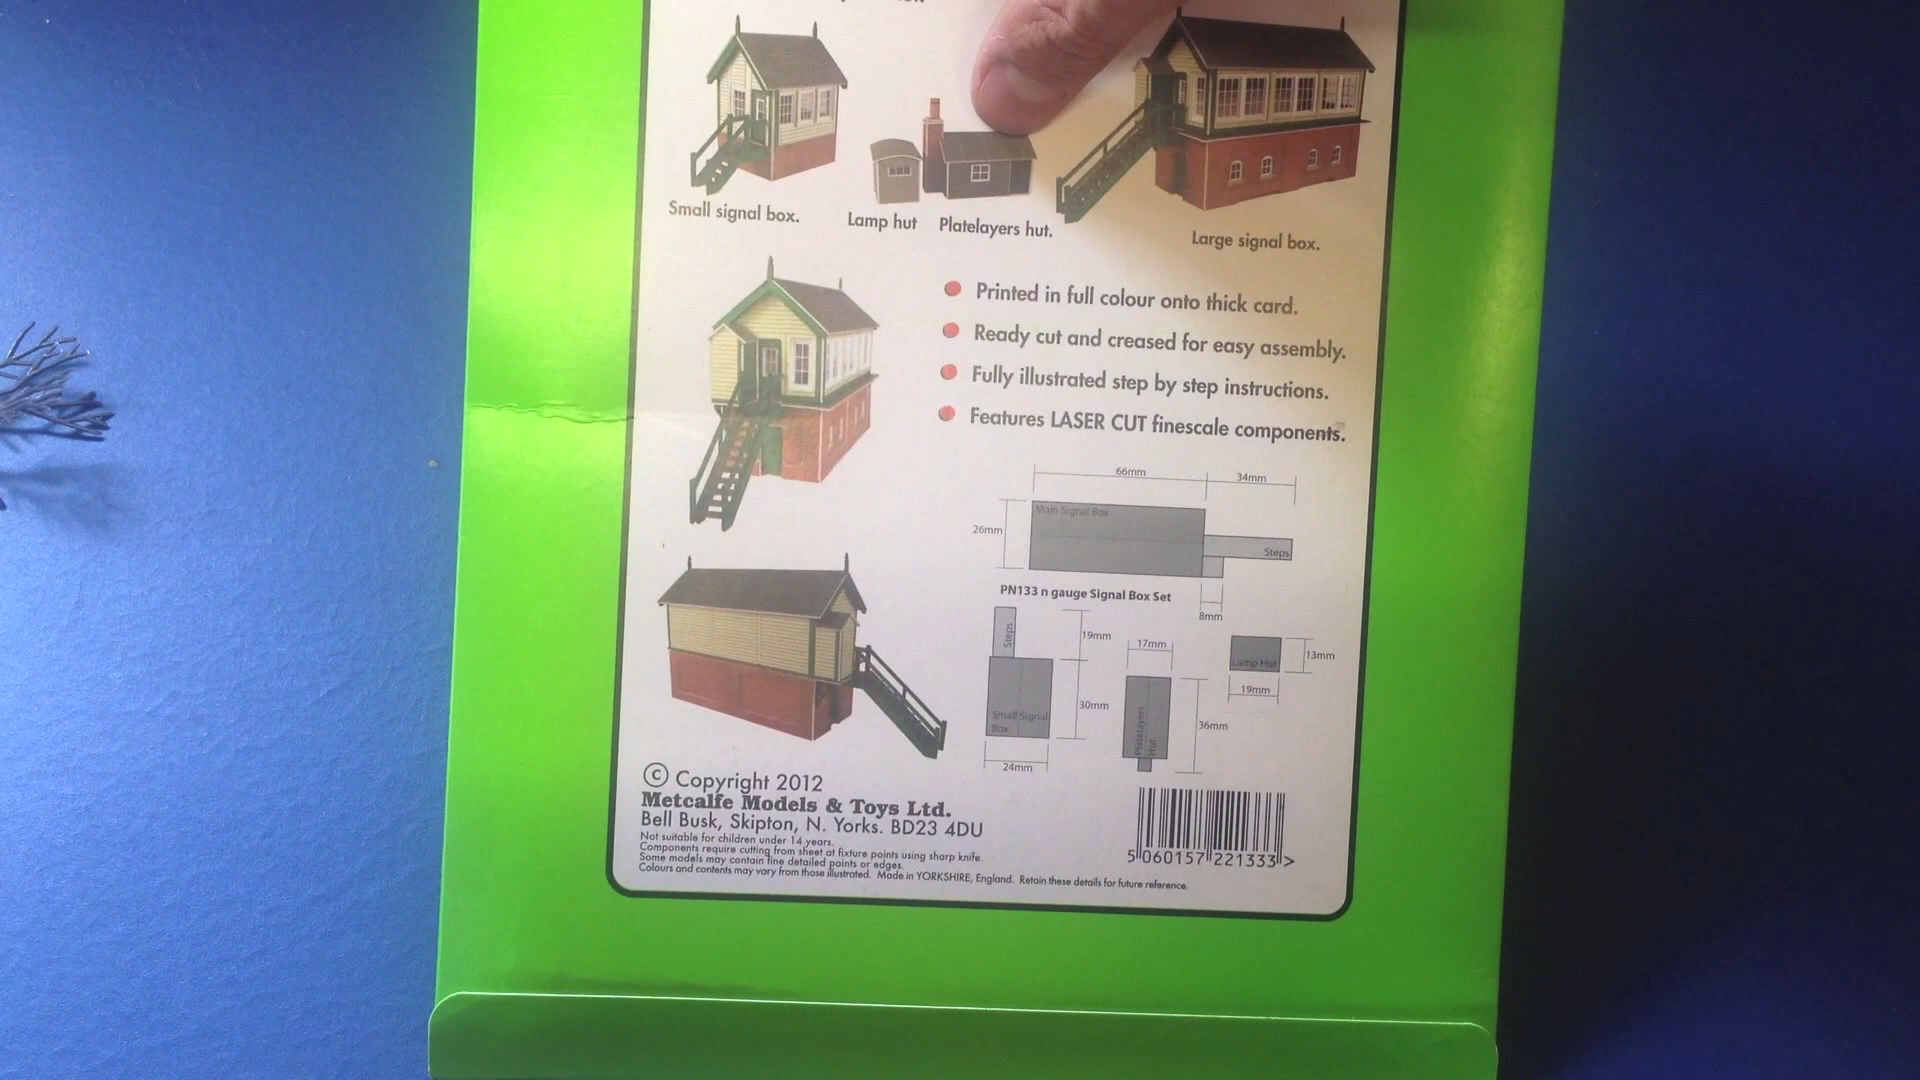 Small signal box.
Lamp hut
Platelayers hut.
Large signal box.
Printed in full colour onto thick card.
Ready cut and creased for easy assembly.
Fully illustrated step by step instructions.
Features LASER CUT finescale components.
66mm
34mm
26mm
Main Signal Box
Steps
PN133 n gauge Signal Box Set
8mm
Steps
19mm
17mm
Lamp Hut
13mm
19mm
Small Signal
Box
30mm
Platelayers
Hut
36mm
24mm
© Copyright 2012
Metcalfe Models & Toys Ltd.
Bell Busk, Skipton, N. Yorks. BD23 4DU
Not suitable for children under 14 years.
Components require cutting from sheet at fixture points using sharp knife.
Some models may contain fine detailed points or edges.
Colours and contents may vary from those illustrated. Made in YORKSHIRE, England. Retain these details for future reference.
5 060157 221333 >